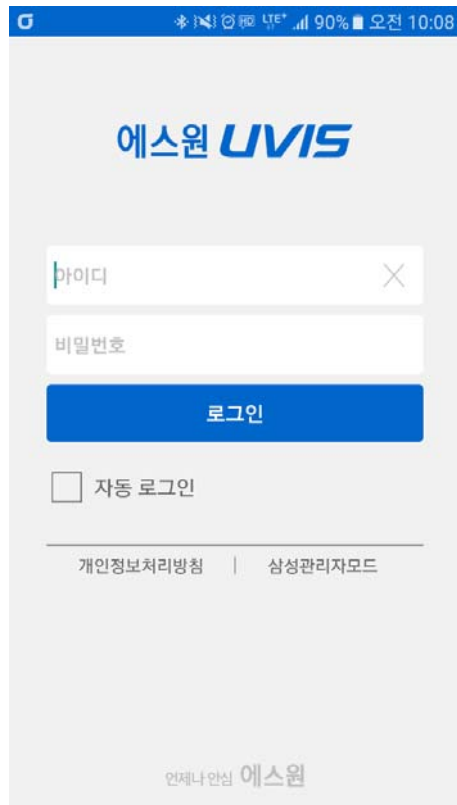 HD LTE+ 90% 오전 10:08
에스원 UVIS
아이디
비밀번호
로그인
자동 로그인
개인정보처리방침 | 삼성관리자모드
언제나 안심 에스원